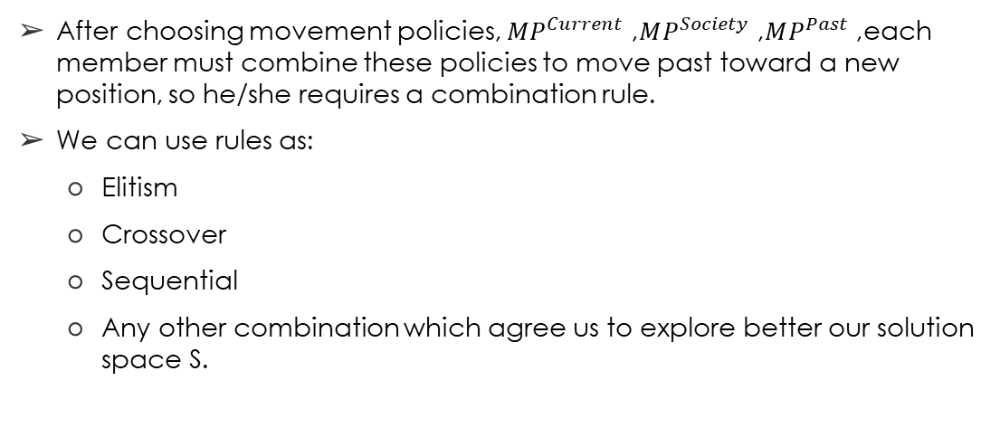 ➢ After choosing movement policies, MP^Current ,MP^Society ,MP^Past ,each
member must combine these policies to move past toward a new
position, so he/she requires a combination rule.
➢ We can use rules as:
o Elitism
o Crossover
o Sequential
o Any other combination which agree us to explore better our solution
space S.